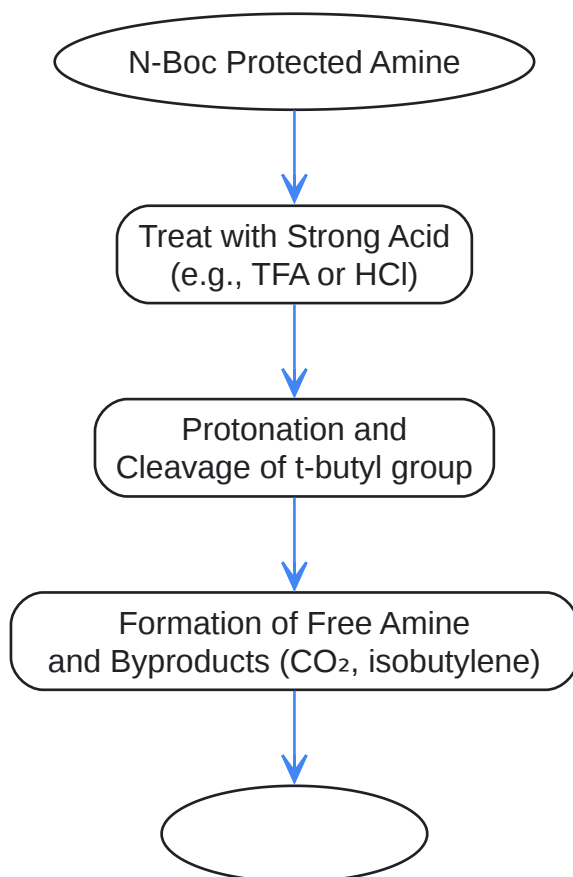 N-Boc Protected Amine
Treat with Strong Acid
(e.g., TFA or HCl)
Protonation and
Cleavage of t-butyl group
Formation of Free Amine
and Byproducts (CO₂, isobutylene)